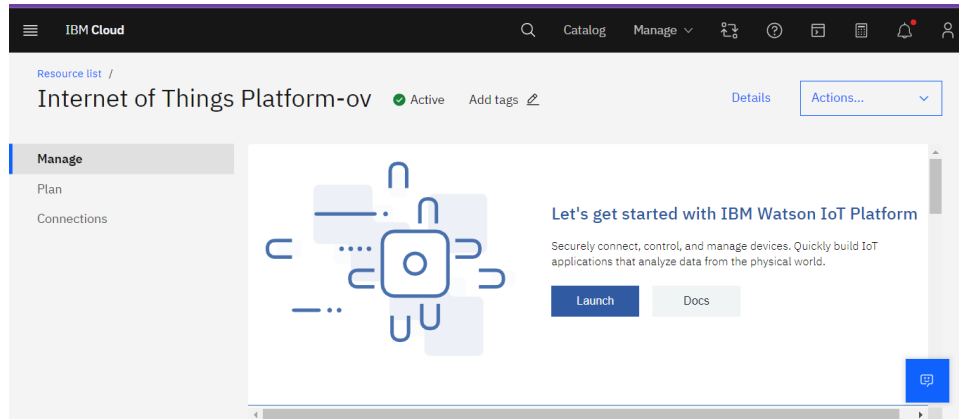 IBM Cloud
Catalog
Manage
Resource list /
Internet of Things Platform-ov
Active
Add tags
Details
Actions...
Manage
Plan
Connections
Let's get started with IBM Watson IoT Platform
Securely connect, control, and manage devices. Quickly build IoT
applications that analyze data from the physical world.
Launch
Docs